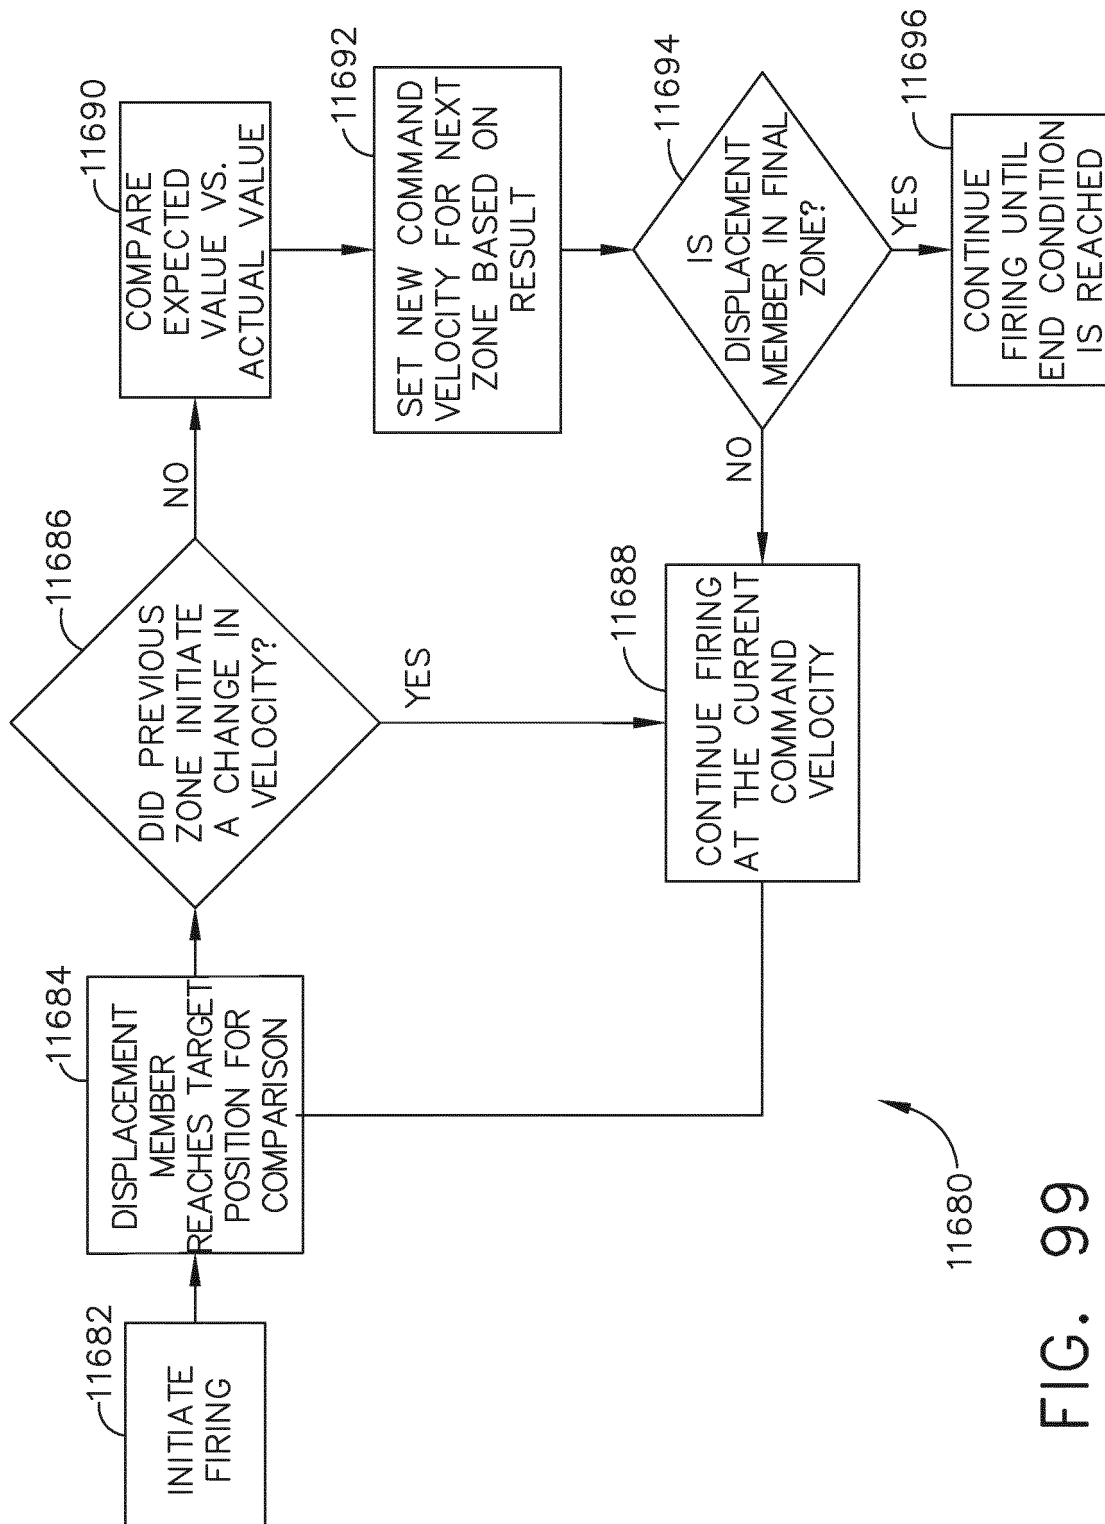 11682
INITIATE
FIRING
11684
DISPLACEMENT
MEMBER
REACHES TARGET
POSITION FOR
COMPARISON
11686
DID PREVIOUS
ZONE INITIATE
A CHANGE IN
VELOCITY?
NO
YES
11690
COMPARE
EXPECTED
VALUE VS.
ACTUAL VALUE
11692
SET NEW COMMAND
VELOCITY FOR NEXT
ZONE BASED ON
RESULT
11688
CONTINUE FIRING
AT THE CURRENT
COMMAND
VELOCITY
11694
IS
DISPLACEMENT
MEMBER IN FINAL
ZONE?
NO
YES
11696
CONTINUE
FIRING UNTIL
END CONDITION
IS REACHED
11680
FIG. 99